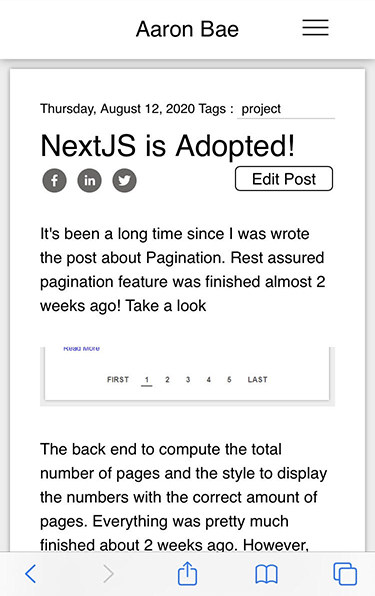 Aaron Bae
Thursday, August 12, 2020 Tags : project
NextJS is Adopted!
Edit Post
It's been a long time since I was wrote
the post about Pagination. Rest assured
pagination feature was finished almost 2
weeks ago! Take a look
Read More
FIRST 1 2 3 4 5 LAST
The back end to compute the total
number of pages and the style to display
the numbers with the correct amount of
pages. Everything was pretty much
finished about 2 weeks ago. However,